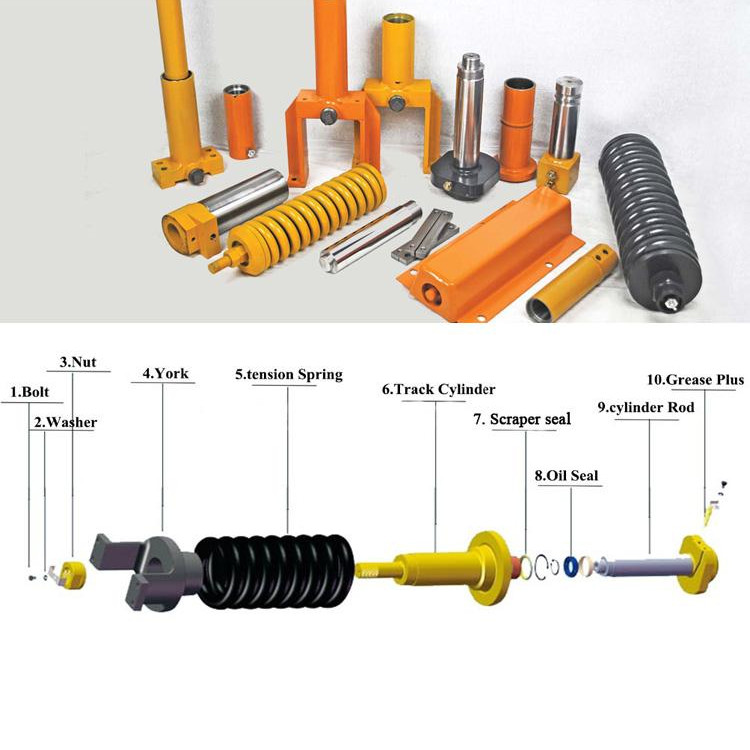 3.Nut
1.Bolt
2.Washer
4.York
5.tension Spring
6.Track Cylinder
7. Scraper seal
8.Oil Seal
9.cylinder Rod
10.Grease Plus